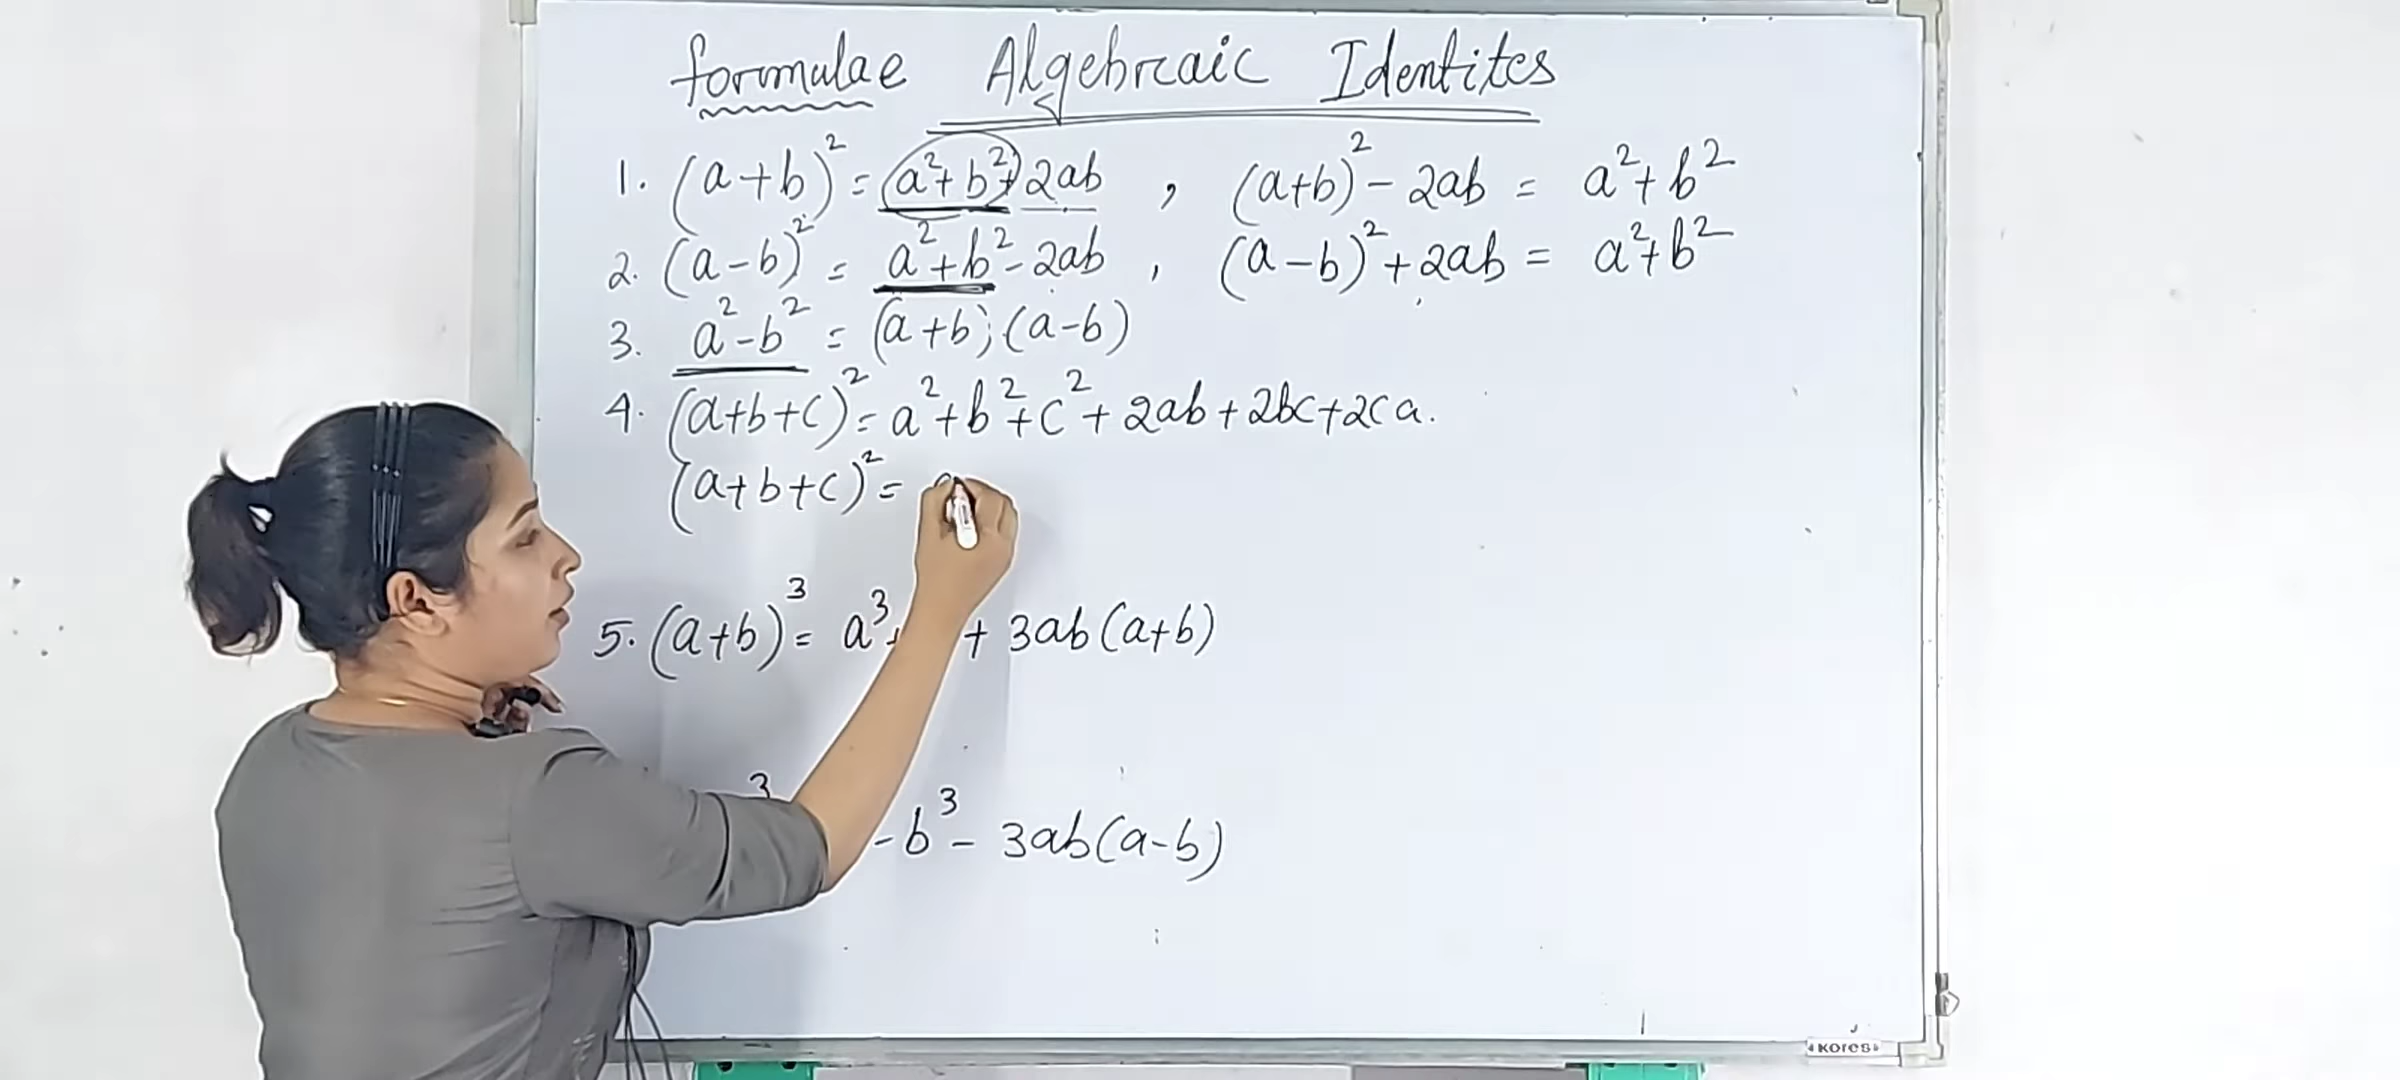 formulae Algebraic Identites
1. (a+b)² = a²+b²+2ab , (a+b)² - 2ab = a²+b²
2. (a-b)² = a²+b²-2ab , (a-b)²+2ab = a²+b²
3. a²-b² = (a+b)(a-b)
4. (a+b+c)² = a²+b²+c²+2ab+2bc+2ca.
(a+b+c)² =
5. (a+b)³ = a³+ + 3ab(a+b)
3 -b³ - 3ab(a-b)
Kores